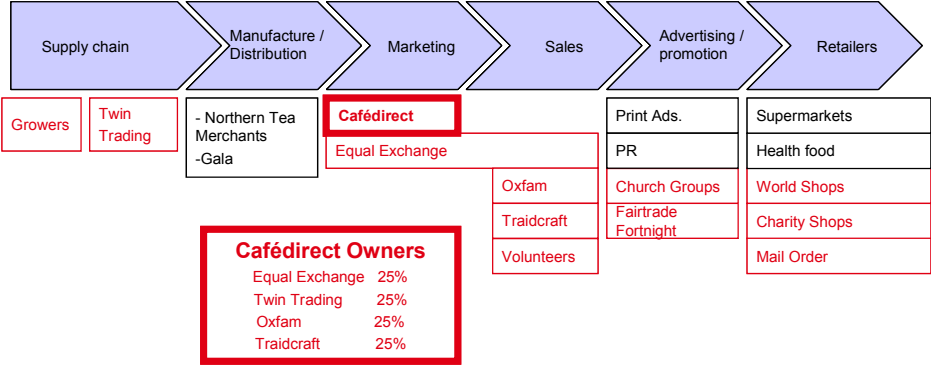 Supply chain
Manufacture /
Distribution
Marketing
Sales
Advertising /
promotion
Retailers
Growers
Twin
Trading
- Northern Tea
Merchants
-Gala
Cafédirect
Equal Exchange
Oxfam
Traidcraft
Volunteers
Print Ads.
PR
Church Groups
Fairtrade
Fortnight
Supermarkets
Health food
World Shops
Charity Shops
Mail Order
Cafédirect Owners
Equal Exchange 25%
Twin Trading 25%
Oxfam 25%
Traidcraft 25%